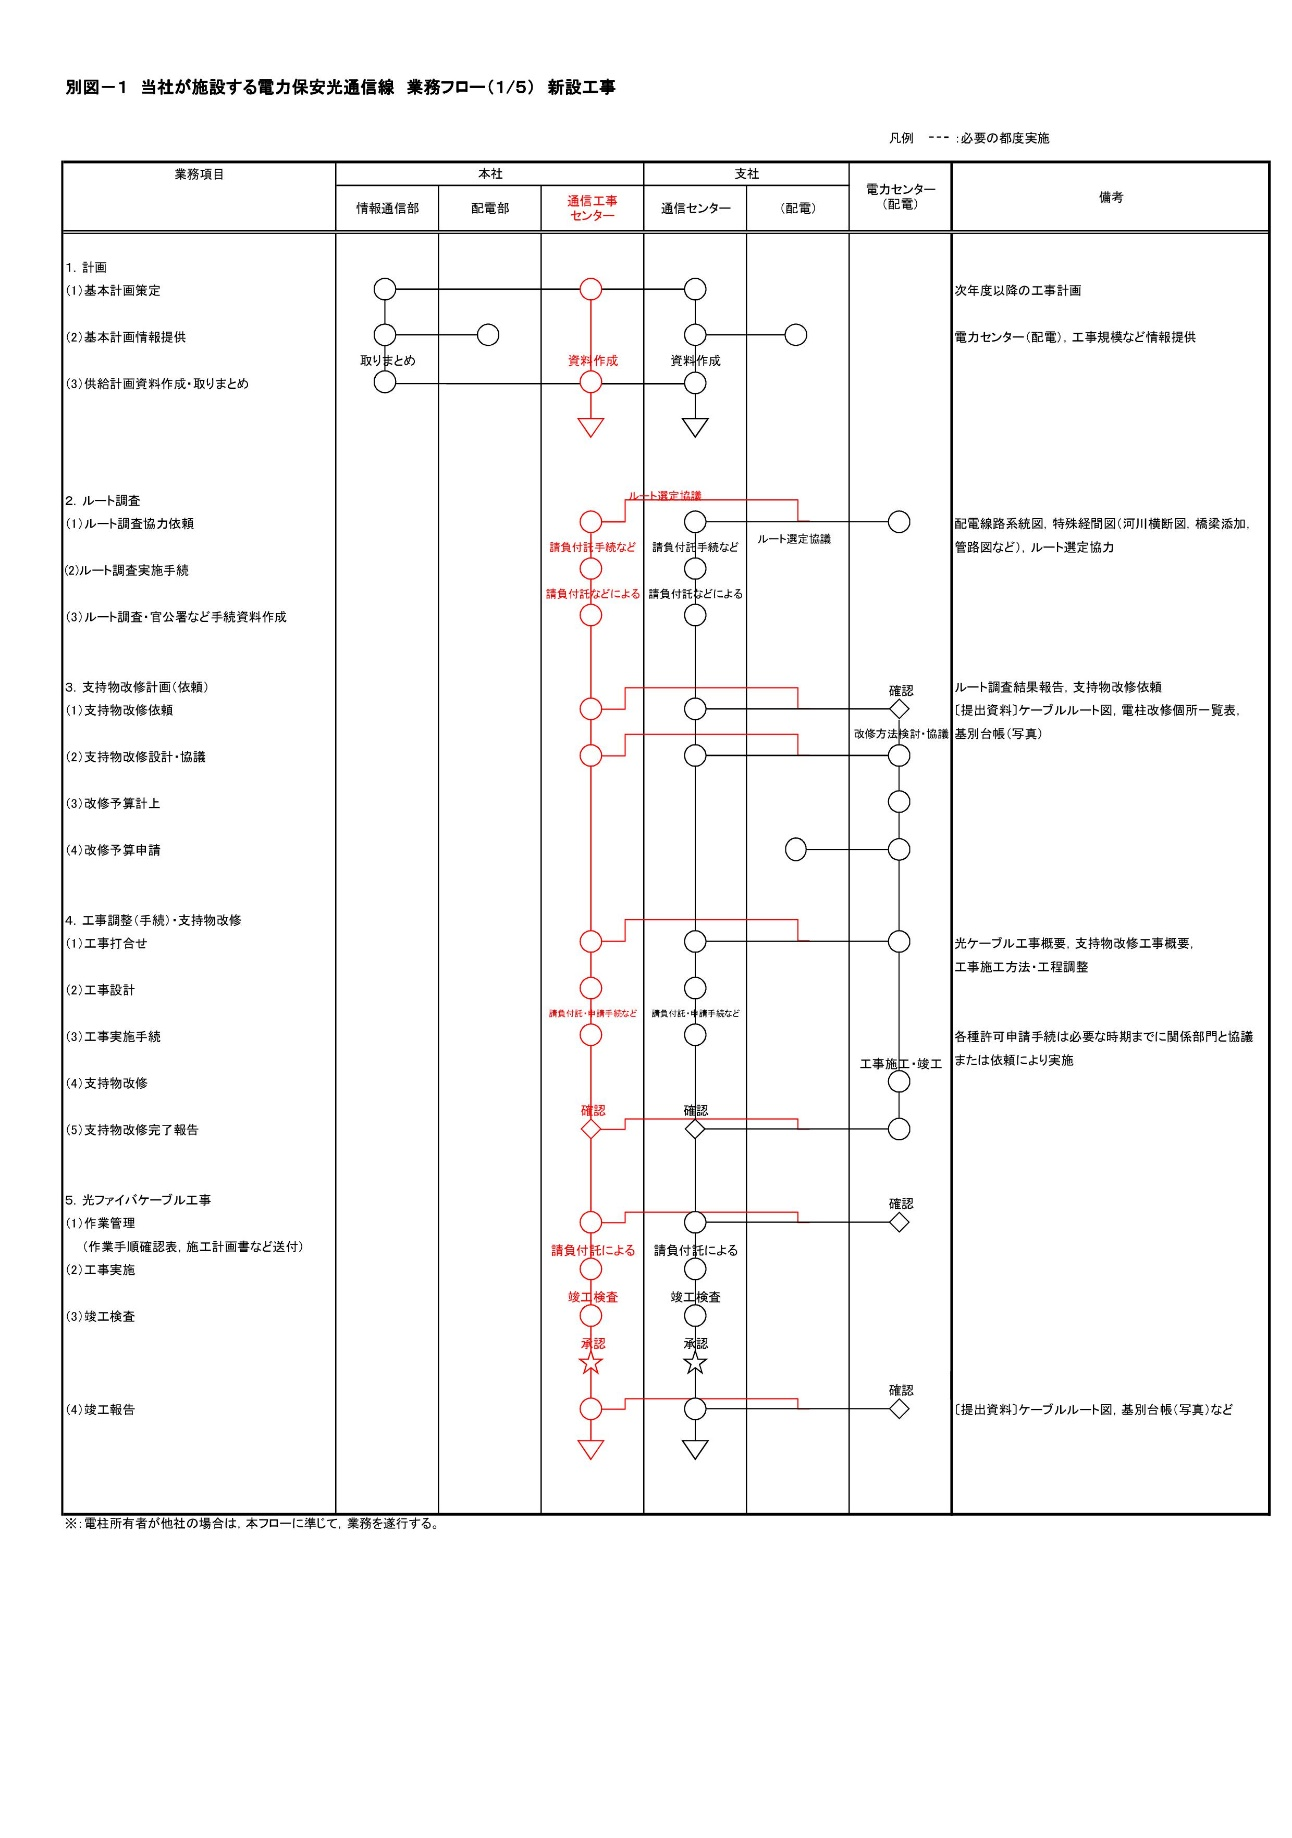 別図－１　当社が施設する電力保安光通信線　業務フロー（1/5）　新設工事
凡例　--- ：必要の都度実施
業務項目
本社
支社
電力センター
（配電）
備考
情報通信部
配電部
通信工事
センター
通信センター
（配電）
1．計画
(1)基本計画策定
次年度以降の工事計画
(2)基本計画情報提供
電力センター（配電），工事規模など情報提供
取りまとめ
資料作成
資料作成
(3)供給計画資料作成・取りまとめ
2．ルート調査
ルート選定協議
(1)ルート調査協力依頼
配電線路系統図，特殊経間図（河川横断図，橋梁添加，
ルート選定協議
請負付託手続など
請負付託手続など
管路図など），ルート選定協力
(2)ルート調査実施手続
請負付託などによる
請負付託などによる
(3)ルート調査・官公署など手続資料作成
3．支持物改修計画（依頼）
確認
ルート調査結果報告，支持物改修依頼
(1)支持物改修依頼
〔提出資料〕ケーブルルート図，電柱改修個所一覧表，
改修方法検討・協議
基別台帳（写真）
(2)支持物改修設計・協議
(3)改修予算計上
(4)改修予算申請
4．工事調整（手続）・支持物改修
(1)工事打合せ
光ケーブル工事概要，支持物改修工事概要，
工事施工方法・工程調整
(2)工事設計
請負付託・申請手続など
請負付託・申請手続など
(3)工事実施手続
各種許可申請手続は必要な時期までに関係部門と協議
工事施工・竣工
または依頼により実施
(4)支持物改修
確認
確認
(5)支持物改修完了報告
5．光ファイバケーブル工事
確認
(1)作業管理
（作業手順確認表，施工計画書など送付）
請負付託による
請負付託による
(2)工事実施
竣工検査
竣工検査
(3)竣工検査
承認
承認
確認
(4)竣工報告
〔提出資料〕ケーブルルート図，基別台帳（写真）など
※：電柱所有者が他社の場合は，本フローに準じて，業務を遂行する。